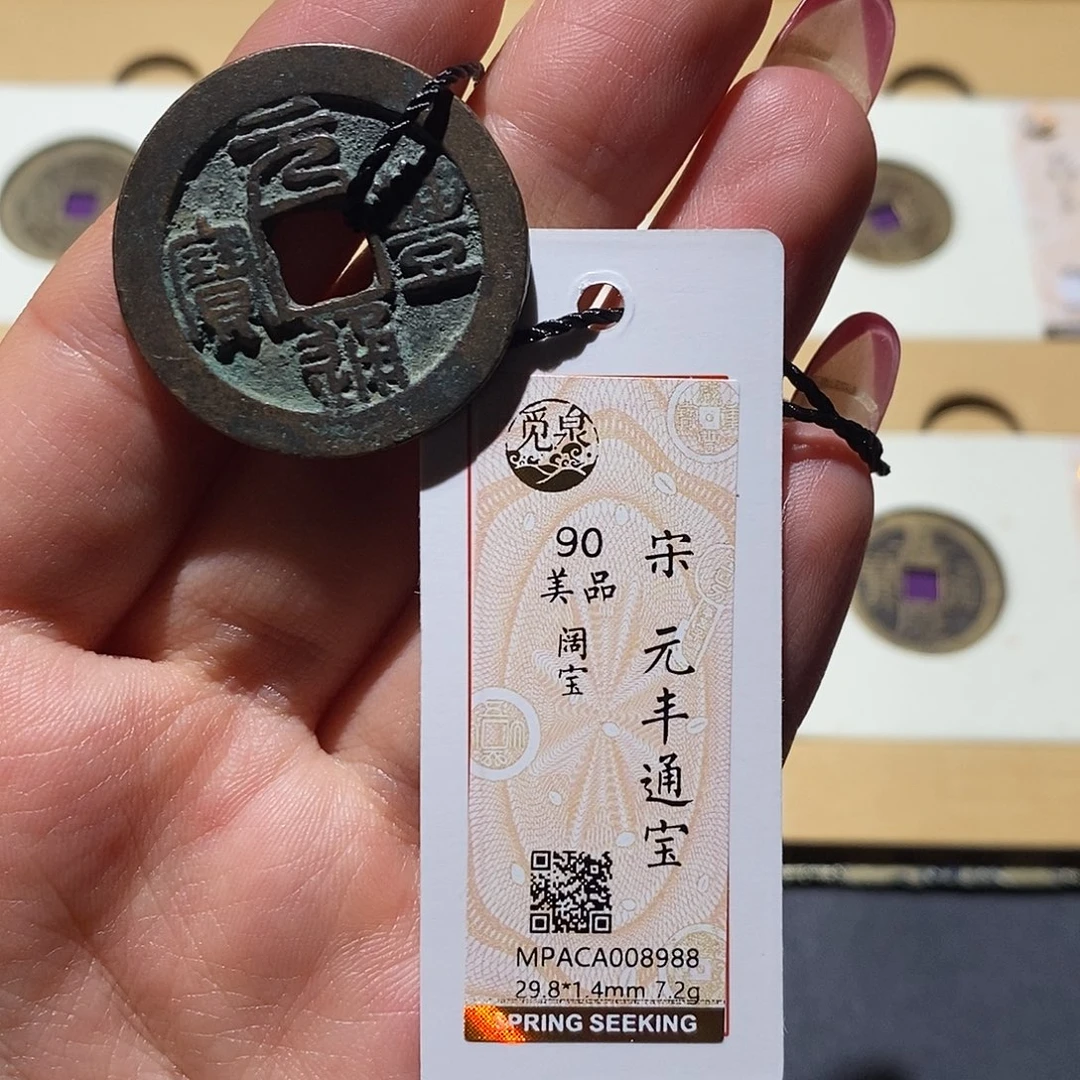 元豐通寶
觅泉
宋 元丰通宝
90
美品
阔宝
MPACA008988
29.8*1.4mm 7.2g
SPRING SEEKING